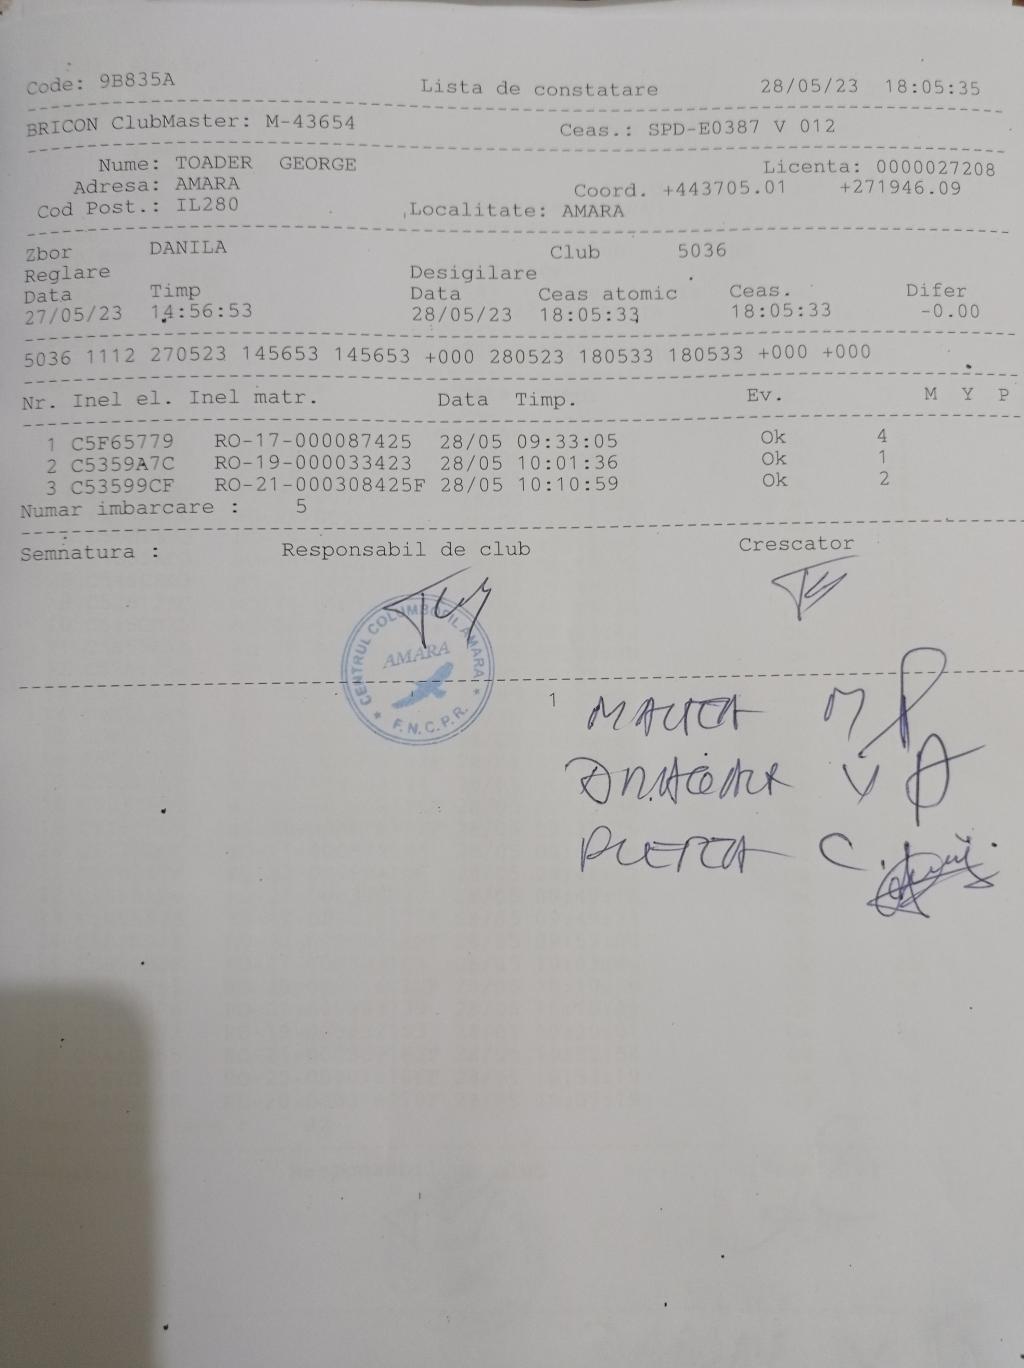 Code: 9B835A Lista de constatare 28/05/23 18:05:35
BRICON ClubMaster: M-43654 Ceas.: SPD-E0387 V 012
Nume: TOADER GEORGE Licenta: 0000027208
Adresa: AMARA Coord. +443705.01 +271946.09
Cod Post.: IL280 Localitate: AMARA
Zbor DANILA Club 5036
Reglare Desigilare
Data Timp Data Ceas atomic Ceas. Difer
27/05/23 14:56:53 28/05/23 18:05:33 18:05:33 -0.00
5036 1112 270523 145653 145653 +000 280523 180533 180533 +000 +000
Nr. Inel el. Inel matr. Data Timp. Ev. M Y P
1 C5F65779 RO-17-000087425 28/05 09:33:05 Ok 4
2 C5359A7C RO-19-000033423 28/05 10:01:36 Ok 1
3 C53599CF RO-21-000308425F 28/05 10:10:59 Ok 2
Numar imbarcare : 5
Semnatura : Responsabil de club Crescator
CENTRUL COLUMBOFIL AMARA
AMARA
F.N.C.P.R.
1